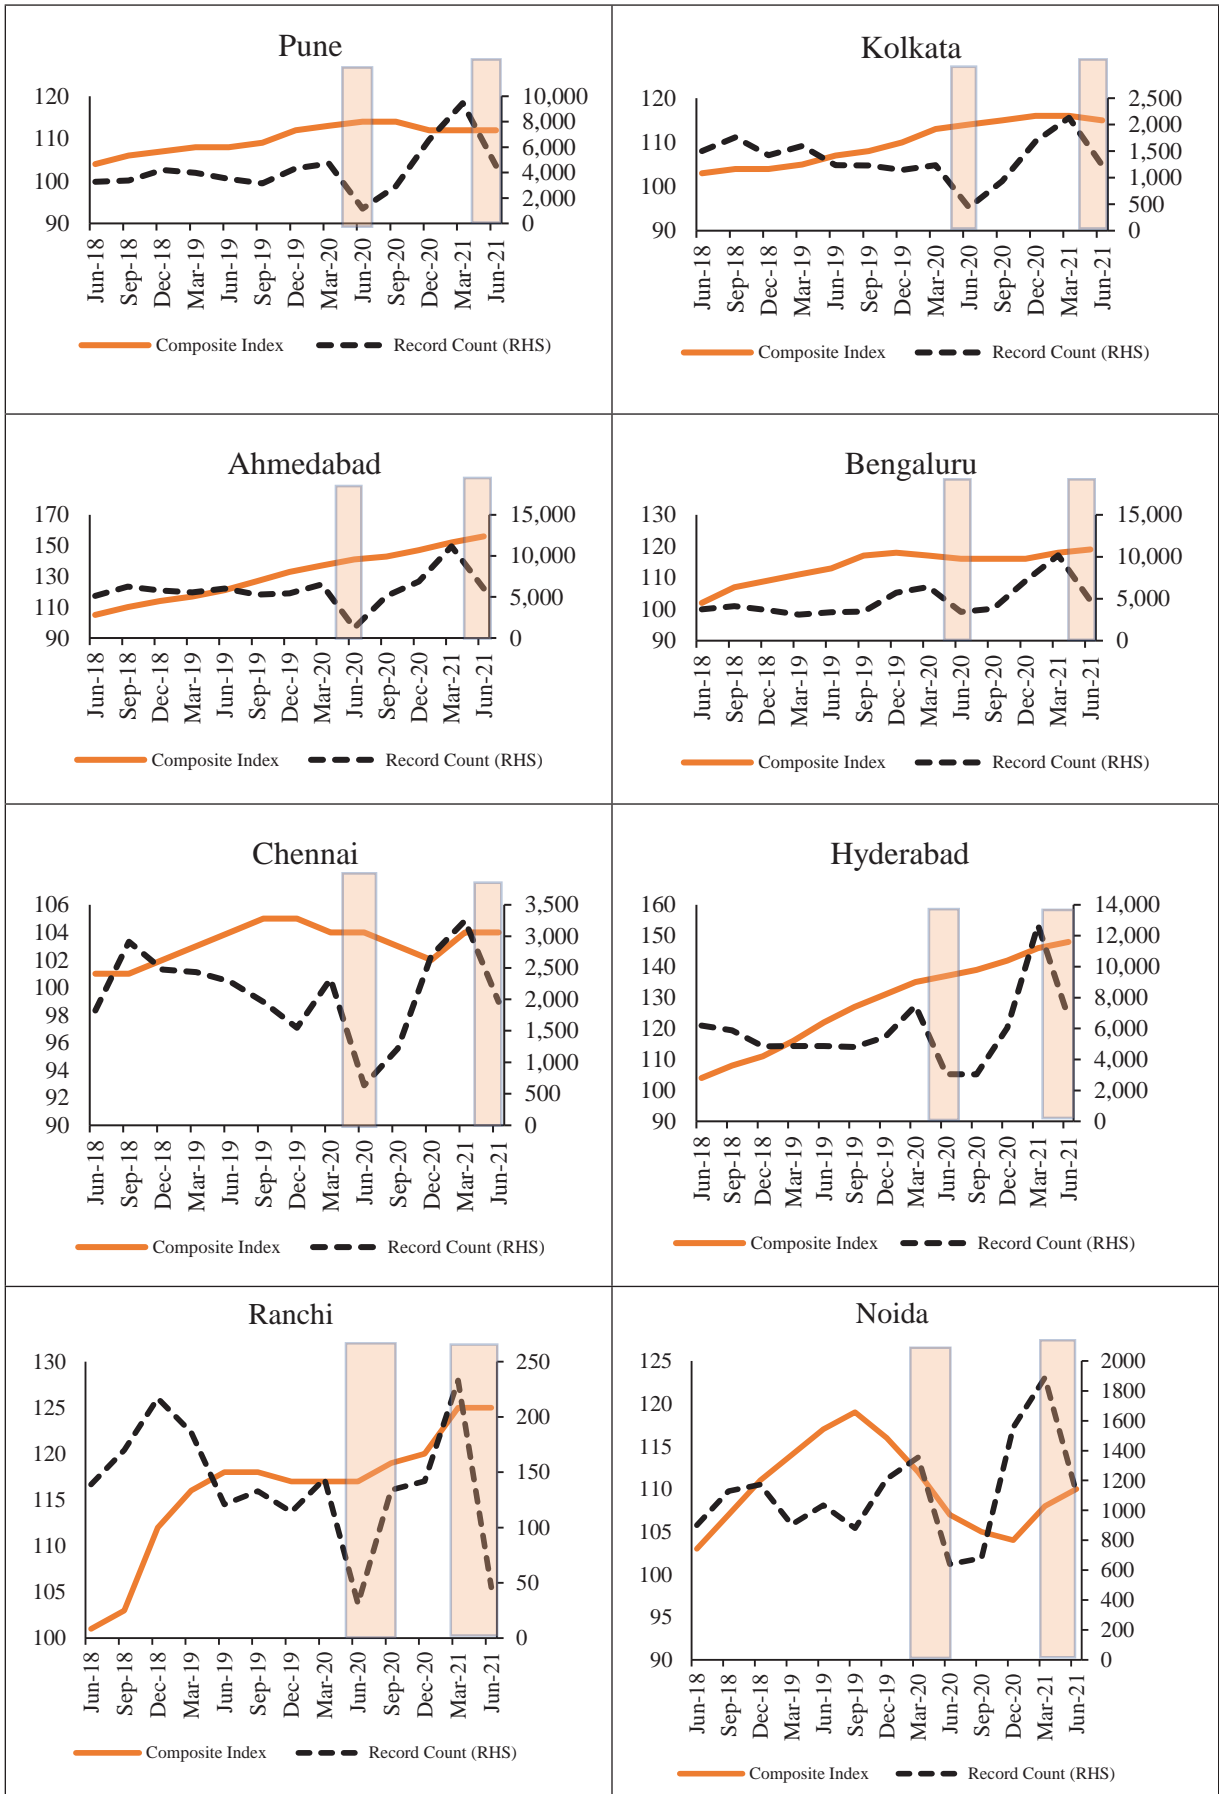 Pune
120
110
100
90
10,000
8,000
6,000
4,000
2,000
0
Jun-18
Sep-18
Dec-18
Mar-19
Jun-19
Sep-19
Dec-19
Mar-20
Jun-20
Sep-20
Dec-20
Mar-21
Jun-21
Composite Index Record Count (RHS)
Kolkata
120
110
100
90
2,500
2,000
1,500
1,000
500
0
Jun-18
Sep-18
Dec-18
Mar-19
Jun-19
Sep-19
Dec-19
Mar-20
Jun-20
Sep-20
Dec-20
Mar-21
Jun-21
Composite Index Record Count (RHS)
Ahmedabad
170
150
130
110
90
15,000
10,000
5,000
0
Jun-18
Sep-18
Dec-18
Mar-19
Jun-19
Sep-19
Dec-19
Mar-20
Jun-20
Sep-20
Dec-20
Mar-21
Jun-21
Composite Index Record Count (RHS)
Bengaluru
130
120
110
100
90
15,000
10,000
5,000
0
Jun-18
Sep-18
Dec-18
Mar-19
Jun-19
Sep-19
Dec-19
Mar-20
Jun-20
Sep-20
Dec-20
Mar-21
Jun-21
Composite Index Record Count (RHS)
Chennai
106
104
102
100
98
96
94
92
90
3,500
3,000
2,500
2,000
1,500
1,000
500
0
Jun-18
Sep-18
Dec-18
Mar-19
Jun-19
Sep-19
Dec-19
Mar-20
Jun-20
Sep-20
Dec-20
Mar-21
Jun-21
Composite Index Record Count (RHS)
Hyderabad
160
150
140
130
120
110
100
90
14,000
12,000
10,000
8,000
6,000
4,000
2,000
0
Jun-18
Sep-18
Dec-18
Mar-19
Jun-19
Sep-19
Dec-19
Mar-20
Jun-20
Sep-20
Dec-20
Mar-21
Jun-21
Composite Index Record Count (RHS)
Ranchi
130
125
120
115
110
105
100
250
200
150
100
50
0
Jun-18
Sep-18
Dec-18
Mar-19
Jun-19
Sep-19
Dec-19
Mar-20
Jun-20
Sep-20
Dec-20
Mar-21
Jun-21
Composite Index Record Count (RHS)
Noida
125
120
115
110
105
100
95
90
2000
1800
1600
1400
1200
1000
800
600
400
200
0
Jun-18
Sep-18
Dec-18
Mar-19
Jun-19
Sep-19
Dec-19
Mar-20
Jun-20
Sep-20
Dec-20
Mar-21
Jun-21
Composite Index Record Count (RHS)